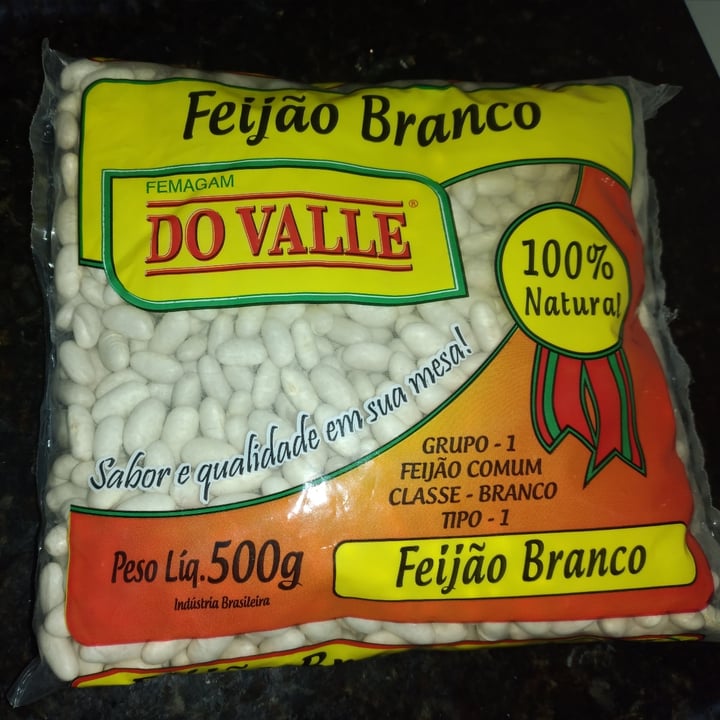 Feijão Branco
FEMAGAM
DO VALLE®
100%
Natural
Sabor e qualidade em sua mesa!
GRUPO - 1
FEIJÃO COMUM
CLASSE - BRANCO
TIPO - 1
Peso Líq. 500g
Indústria Brasileira
Feijão Branco
Feijão